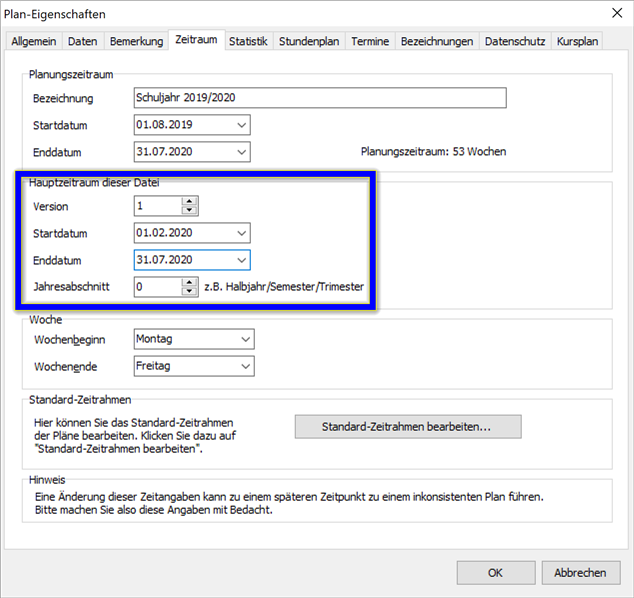 Plan-Eigenschaften
Allgemein Daten Bemerkung Zeitraum Statistik Stundenplan Termine Bezeichnungen Datenschutz Kursplan
Planungszeitraum
Bezeichnung Schuljahr 2019/2020
Startdatum 01.08.2019
Enddatum 31.07.2020 Planungszeitraum: 53 Wochen
Hauptzeitraum dieser Datei
Version 1
Startdatum 01.02.2020
Enddatum 31.07.2020
Jahresabschnitt 0 z.B. Halbjahr/Semester/Trimester
Woche
Wochenbeginn Montag
Wochenende Freitag
Standard-Zeitrahmen
Hier können Sie das Standard-Zeitrahmen
der Pläne bearbeiten. Klicken Sie dazu auf
"Standard-Zeitrahmen bearbeiten".
Standard-Zeitrahmen bearbeiten...
Hinweis
Eine Änderung dieser Zeitangaben kann zu einem späteren Zeitpunkt zu einem inkonsistenten Plan führen.
Bitte machen Sie also diese Angaben mit Bedacht.
OK Abbrechen